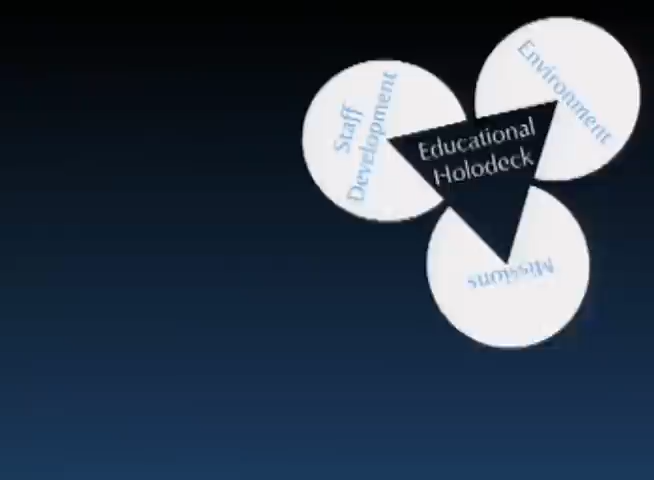 Staff
Development
Environment
Educational
Holodeck
Missions